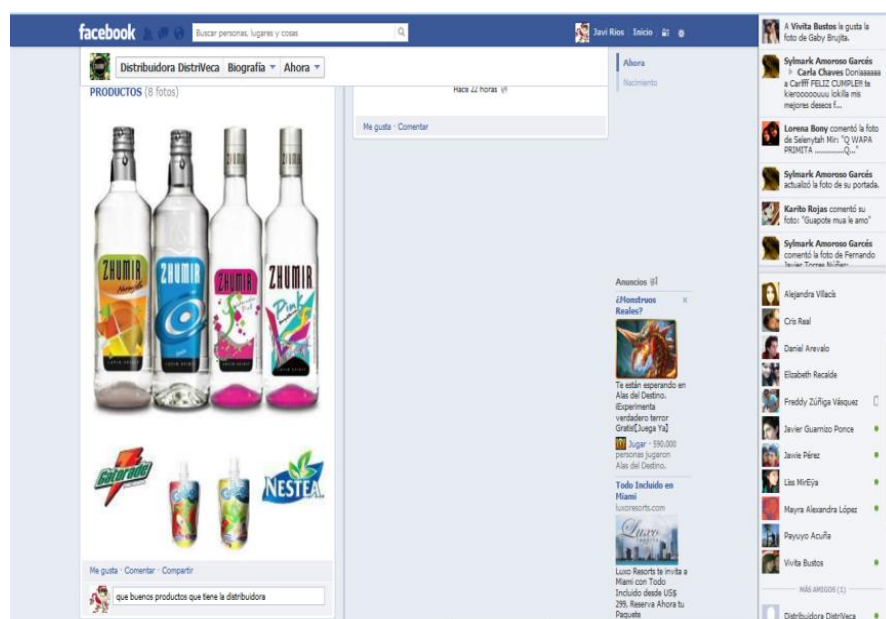 facebook
Buscar personas, lugares y cosas
Javi Rios Inicio
Distribuidora DistriVeca Biografía Ahora
PRODUCTOS (8 fotos)
ZHUMIR
ZHUMIR
ZHUMIR
ZHUMIR
Pink
Gatorade
NESTEA
Me gusta · Comentar · Compartir
que buenos productos que tiene la distribuidora
Hace 22 horas
Me gusta · Comentar
Ahora
Nacimiento
Anuncios
¿Monstruos
Reales?
Te están esperando en
Alas del Destino.
¡Experimenta
verdadero terror
Gratis!【Juega Ya】
Jugar · 590.000
personas jugaron
Alas del Destino.
Todo Incluido en
Miami
luxoresorts.com
Luxo
Luxo Resorts te invita a
Miami con Todo
Incluido desde US$
299, Reserva Ahora tu
Paquete
A Vivita Bustos le gusta la
foto de Gaby Brujita.
Sylmark Amoroso Garcés
Carla Chaves Doniaaaaaa
a Carffff FELIZ CUMPLE!!! te
kieroooouuu lokilla mis
mejores deseos f...
Lorena Bony comentó la foto
de Selenytah Mir: "Q WAPA
PRIMITA ...............Q..."
Sylmark Amoroso Garcés
actualizó la foto de su portada.
Karito Rojas comentó su
foto: "Guapote mua le amo"
Sylmark Amoroso Garcés
comentó la foto de Fernando
Javier Torres Núñez:
Alejandra Villacís
Cris Real
Daniel Arevalo
Elizabeth Recalde
Freddy Zúñiga Vásquez
Javier Guarnizo Ponce
Jawie Pérez
Liss MirEÿa
Mayra Alexandra López
Payuyo Acuña
Vivita Bustos
MÁS AMIGOS (1)
Distribuidora DistriVeca